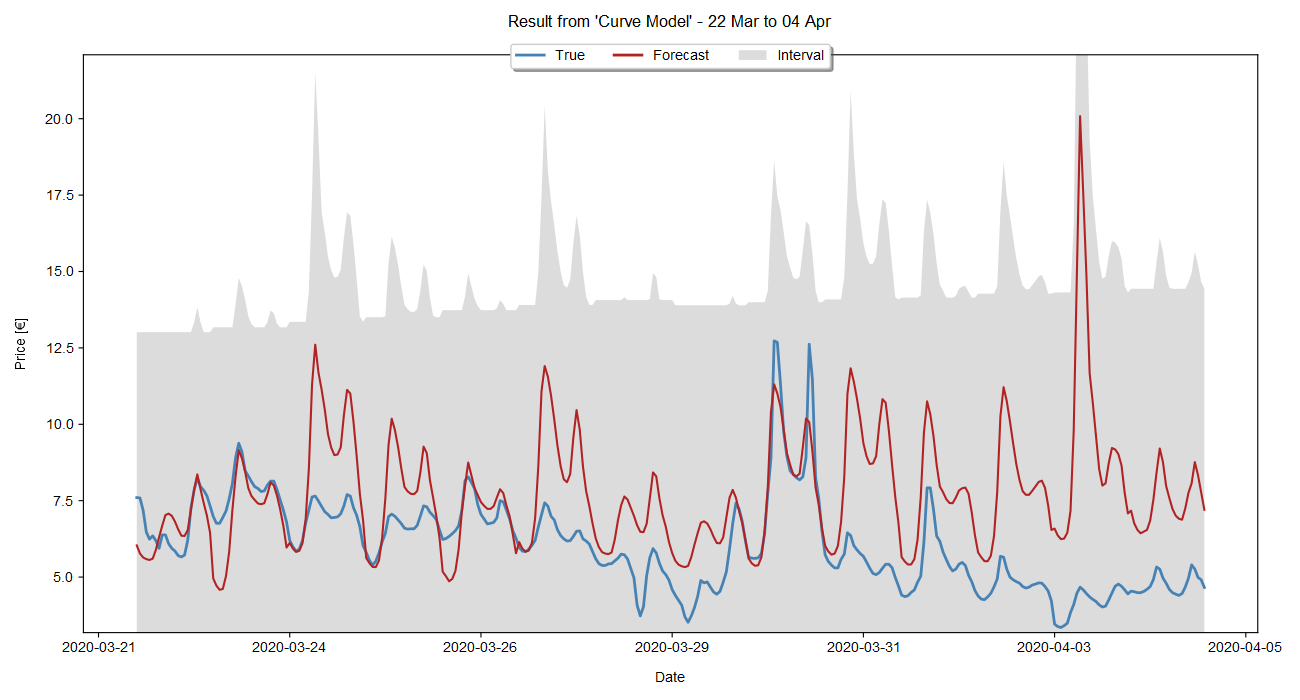 Result from 'Curve Model' - 22 Mar to 04 Apr
True Forecast Interval
20.0
17.5
15.0
12.5
10.0
7.5
5.0
Price [€]
2020-03-21 2020-03-24 2020-03-26 2020-03-29 2020-03-31 2020-04-03 2020-04-05
Date